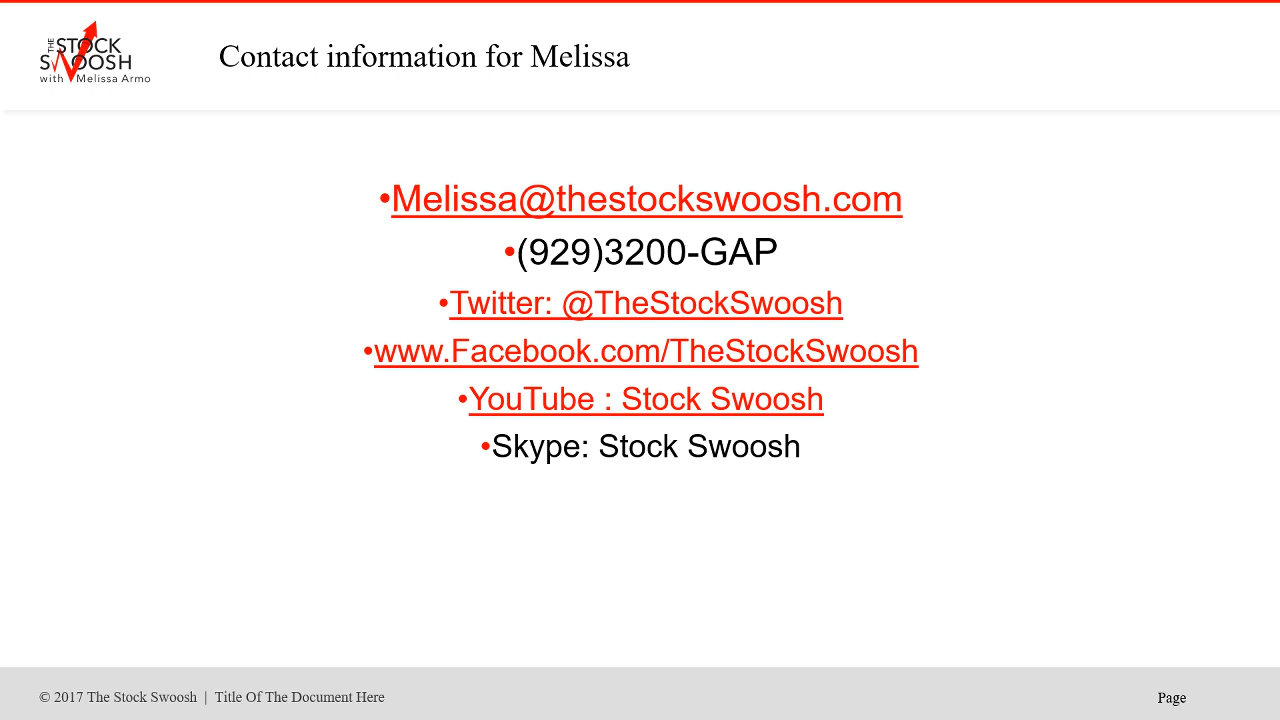 THE STOCK
SWOOSH
with Melissa Armo
Contact information for Melissa
•Melissa@thestockswoosh.com
•(929)3200-GAP
•Twitter: @TheStockSwoosh
•www.Facebook.com/TheStockSwoosh
•YouTube : Stock Swoosh
•Skype: Stock Swoosh
© 2017 The Stock Swoosh | Title Of The Document Here
Page